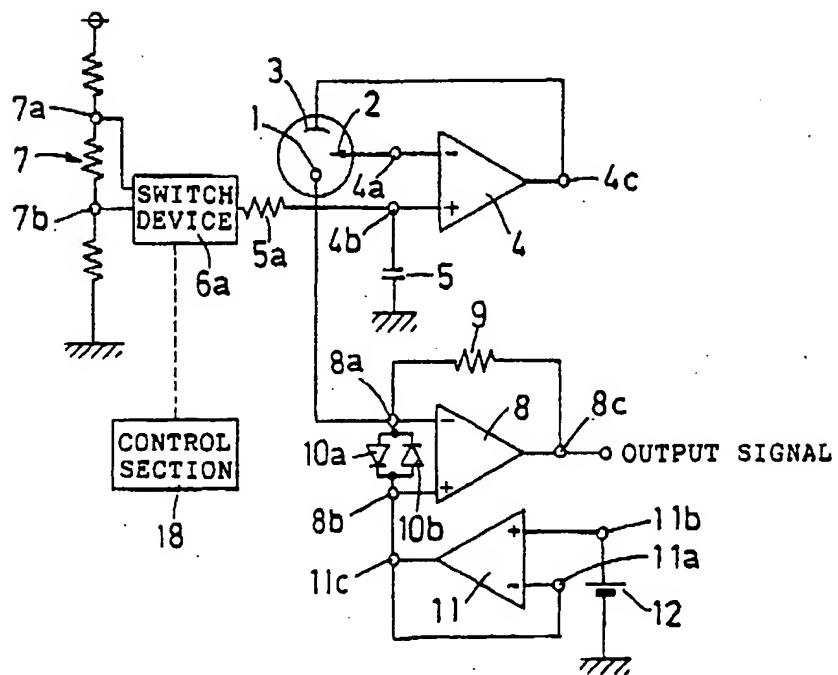 3
2
1
7a
7
7b
SWITCH
DEVICE
6a
5a
4a
-
+
4b
4
4c
5
9
8a
8
8c
-
+
OUTPUT SIGNAL
CONTROL
SECTION
18
10a
10b
8b
11b
11a
11c
+
-
11
12